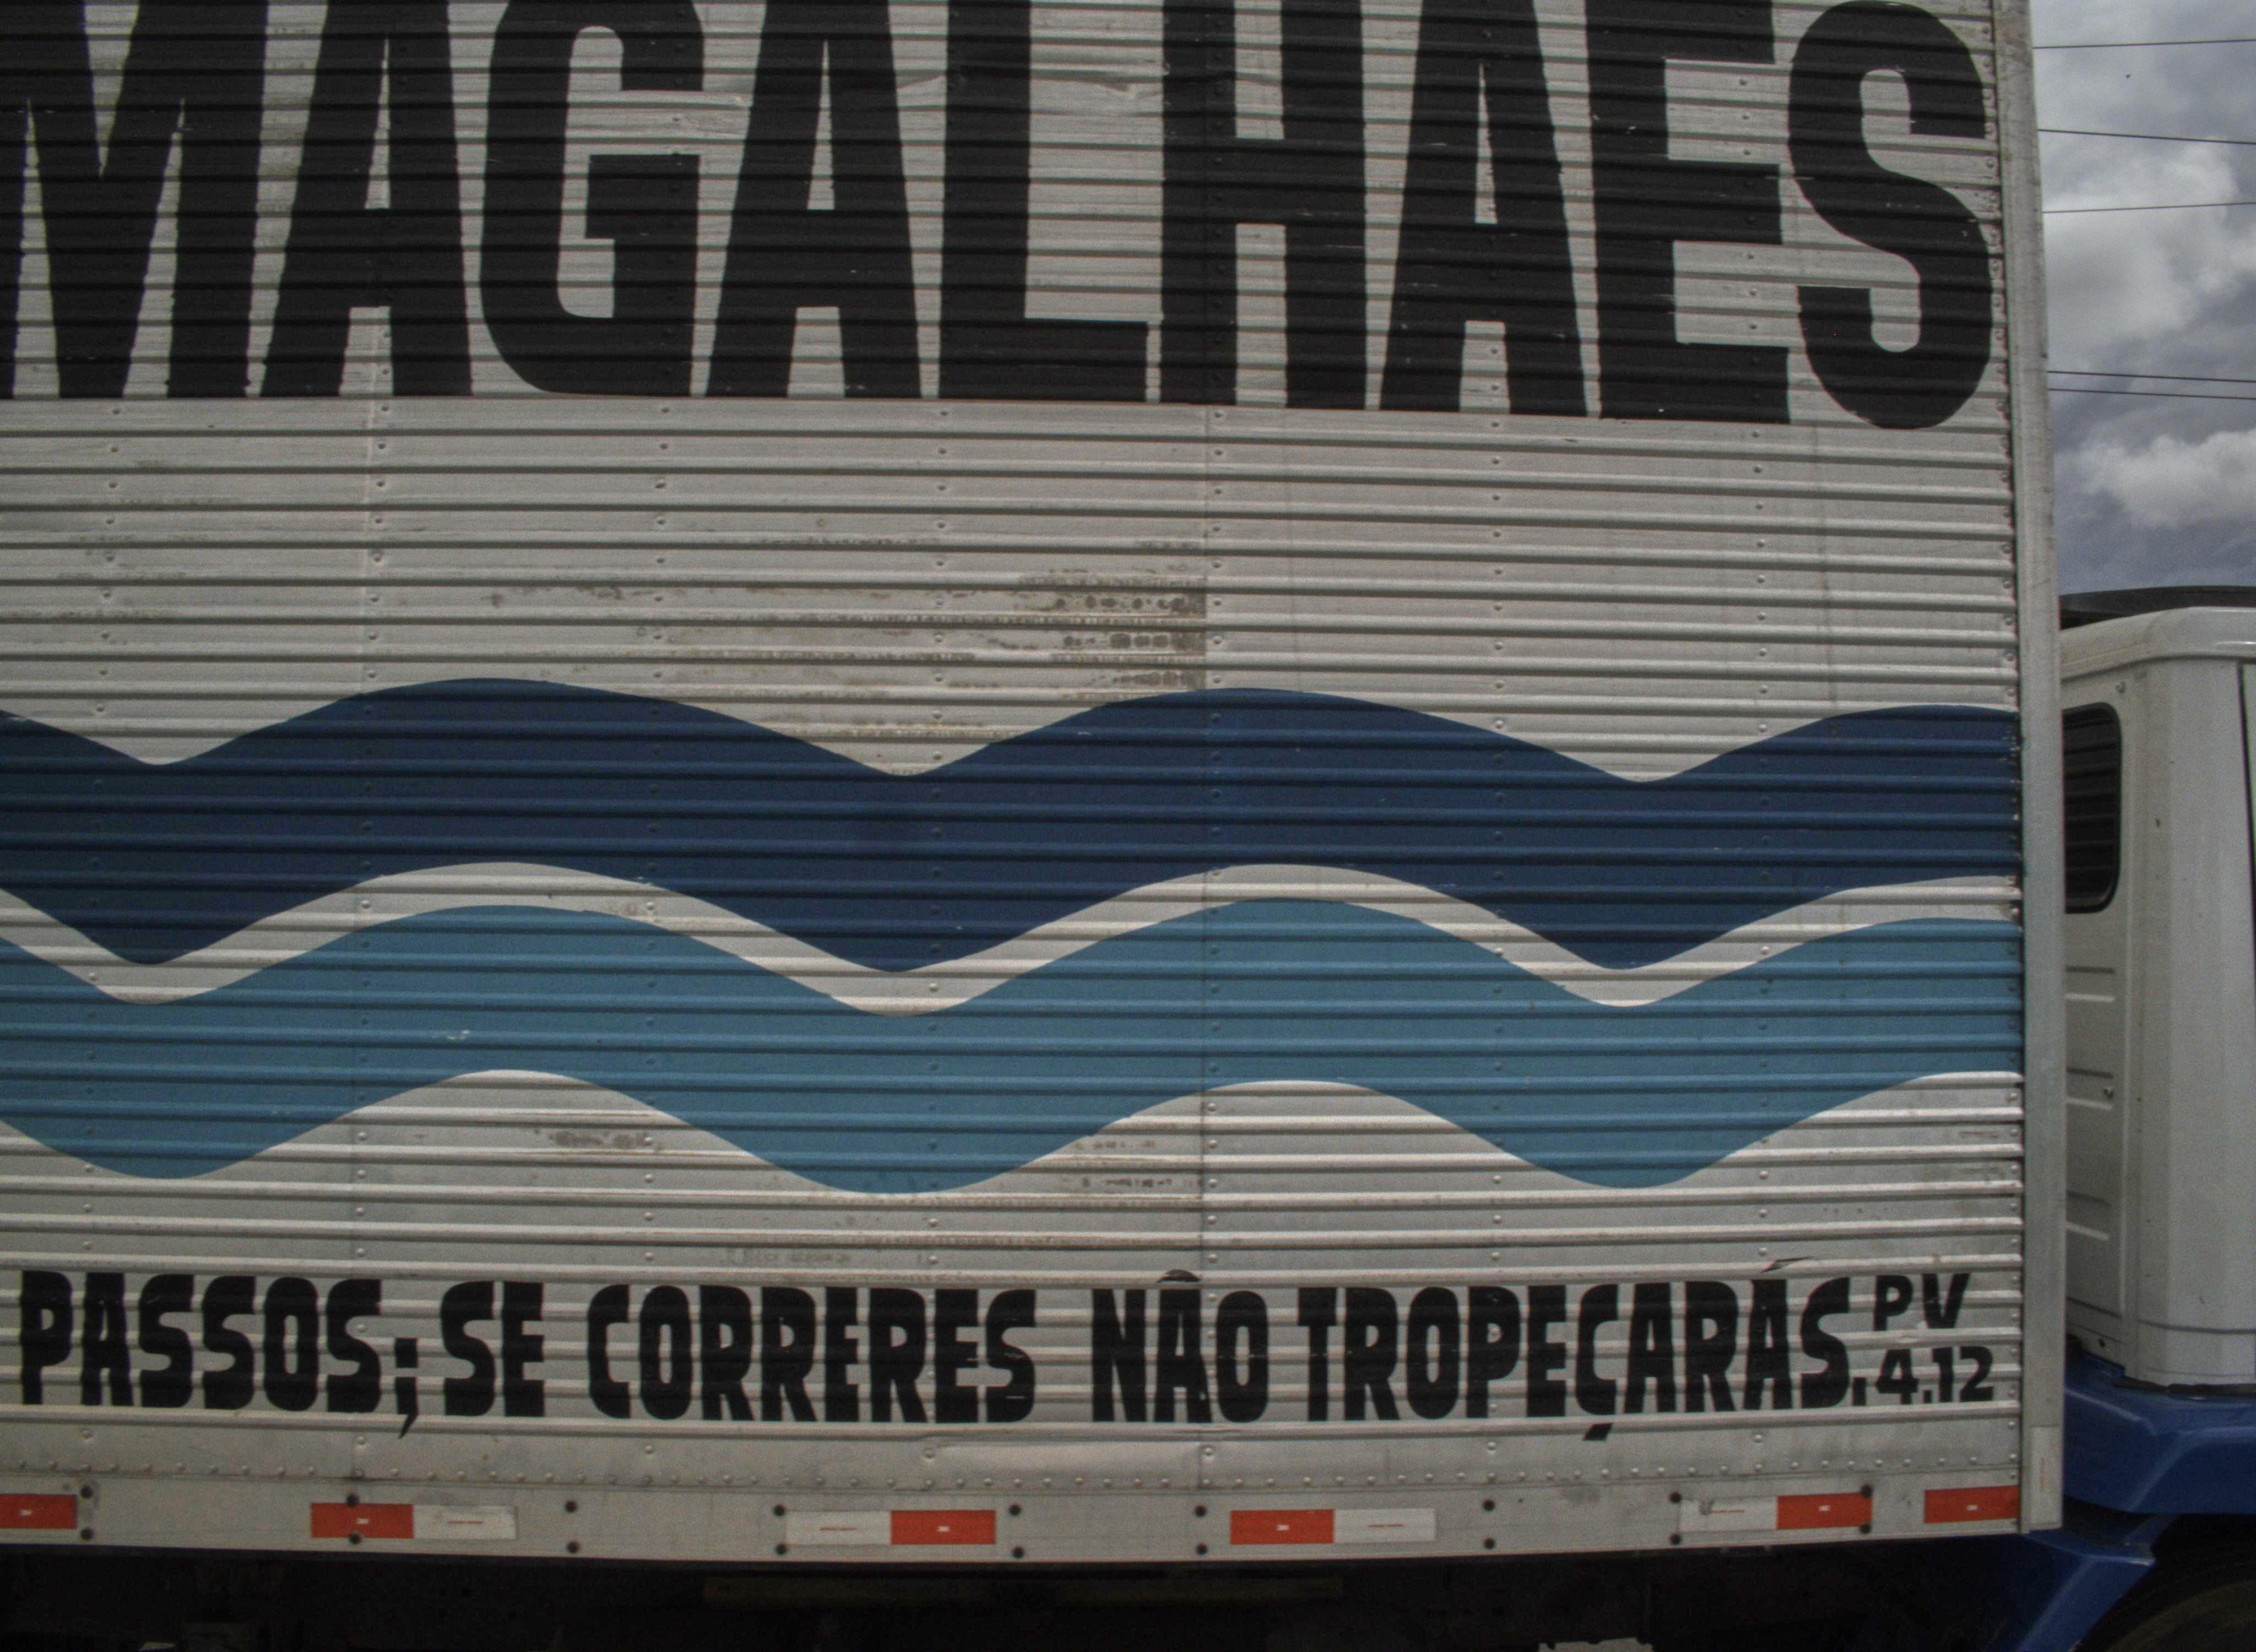 MAGALHAES
PASSOS; SE CORRERES NÃO TROPEÇARÁS. PV 4.12